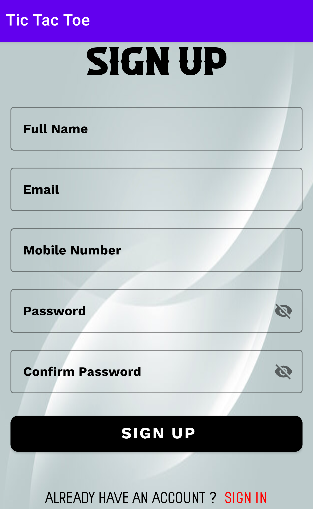 Tic Tac Toe
SIGN UP
Full Name
Email
Mobile Number
Password
Confirm Password
SIGN UP
ALREADY HAVE AN ACCOUNT ? SIGN IN